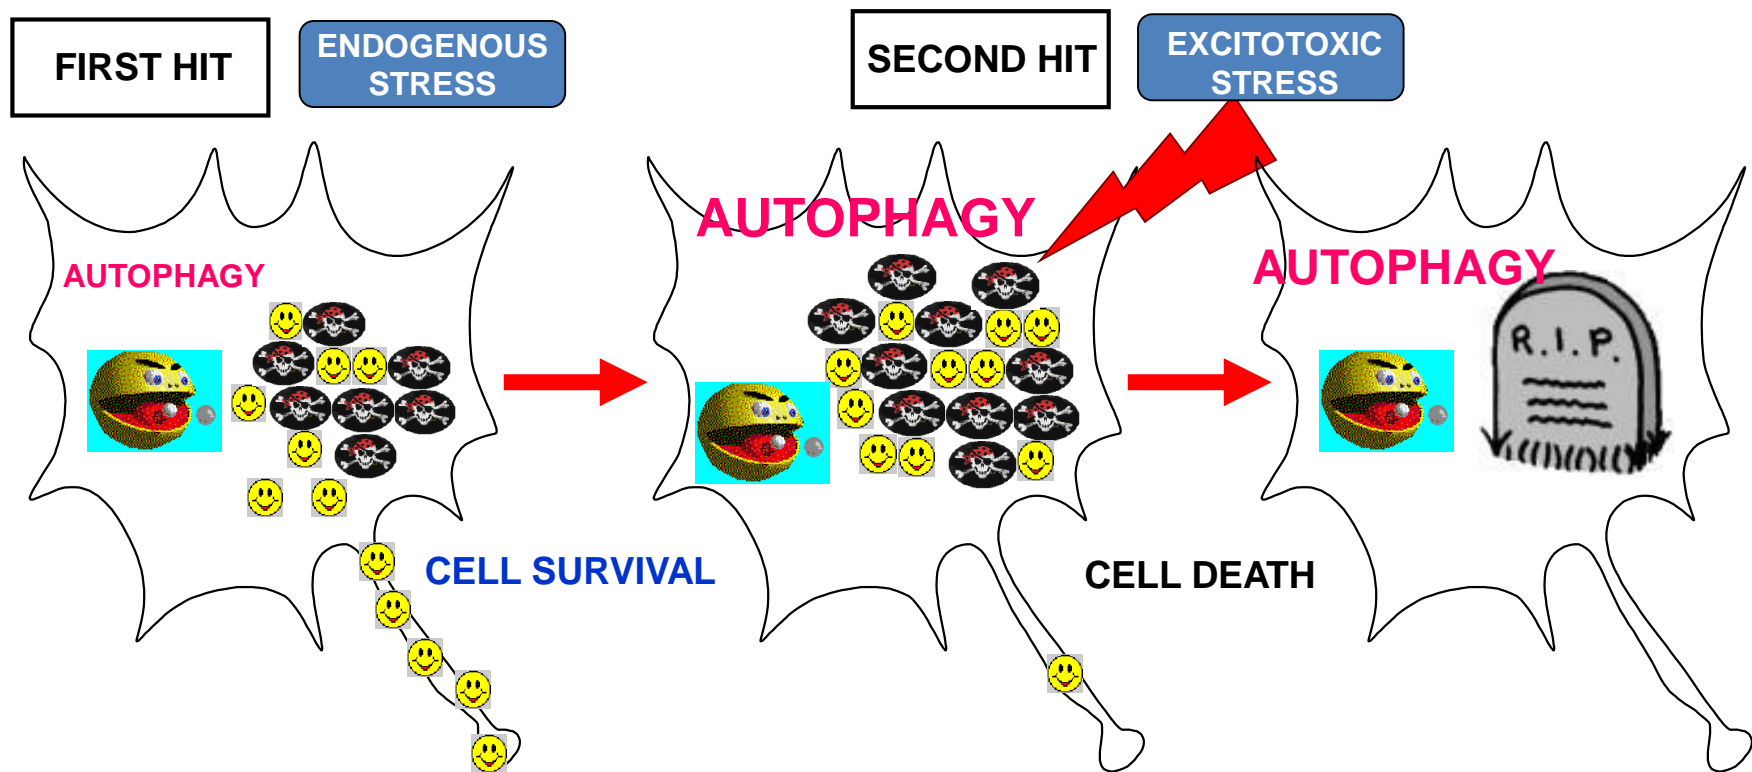 FIRST HIT
ENDOGENOUS
STRESS
SECOND HIT
EXCITOTOXIC
STRESS
AUTOPHAGY
AUTOPHAGY
AUTOPHAGY
R.I.P.
CELL SURVIVAL
CELL DEATH